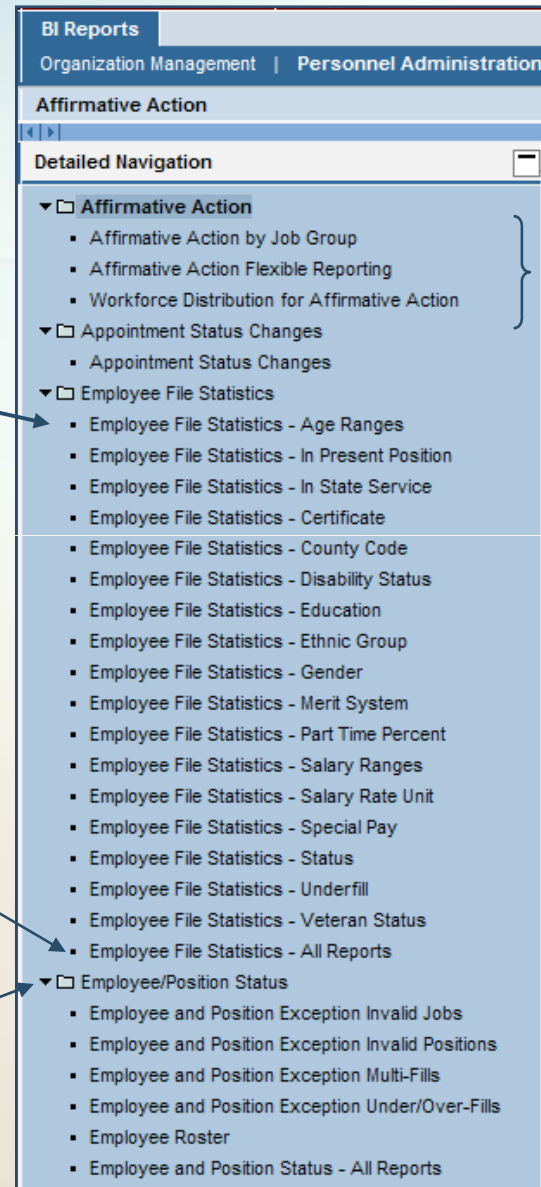 BI Reports
Organization Management | Personnel Administration
Affirmative Action
Detailed Navigation
Affirmative Action
Affirmative Action by Job Group
Affirmative Action Flexible Reporting
Workforce Distribution for Affirmative Action
Appointment Status Changes
Appointment Status Changes
Employee File Statistics
Employee File Statistics - Age Ranges
Employee File Statistics - In Present Position
Employee File Statistics - In State Service
Employee File Statistics - Certificate
Employee File Statistics - County Code
Employee File Statistics - Disability Status
Employee File Statistics - Education
Employee File Statistics - Ethnic Group
Employee File Statistics - Gender
Employee File Statistics - Merit System
Employee File Statistics - Part Time Percent
Employee File Statistics - Salary Ranges
Employee File Statistics - Salary Rate Unit
Employee File Statistics - Special Pay
Employee File Statistics - Status
Employee File Statistics - Underfill
Employee File Statistics - Veteran Status
Employee File Statistics - All Reports
Employee/Position Status
Employee and Position Exception Invalid Jobs
Employee and Position Exception Invalid Positions
Employee and Position Exception Multi-Fills
Employee and Position Exception Under/Over-Fills
Employee Roster
Employee and Position Status - All Reports